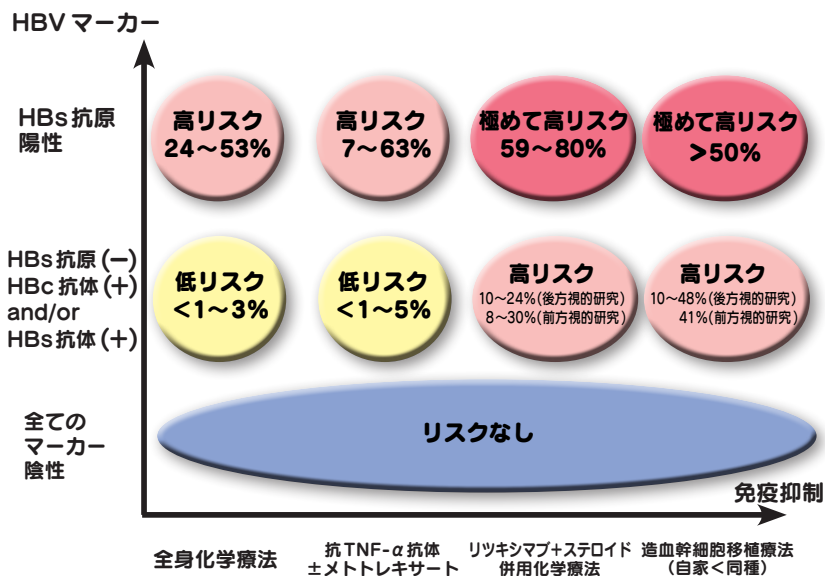 HBV マーカー
HBs 抗原
陽性
高リスク
24～53%
高リスク
7～63%
極めて高リスク
59～80%
極めて高リスク
＞50%
HBs 抗原 (－)
HBc 抗体 (＋)
and/or
HBs 抗体 (＋)
低リスク
＜1～3%
低リスク
＜1～5%
高リスク
10～24%(後方視的研究)
8～30%(前方視的研究)
高リスク
10～48%(後方視的研究)
41%(前方視的研究)
全ての
マーカー
陰性
リスクなし
免疫抑制
全身化学療法
抗 TNF-α 抗体
±メトトレキサート
リツキシマブ+ステロイド
併用化学療法
造血幹細胞移植療法
(自家＜同種)